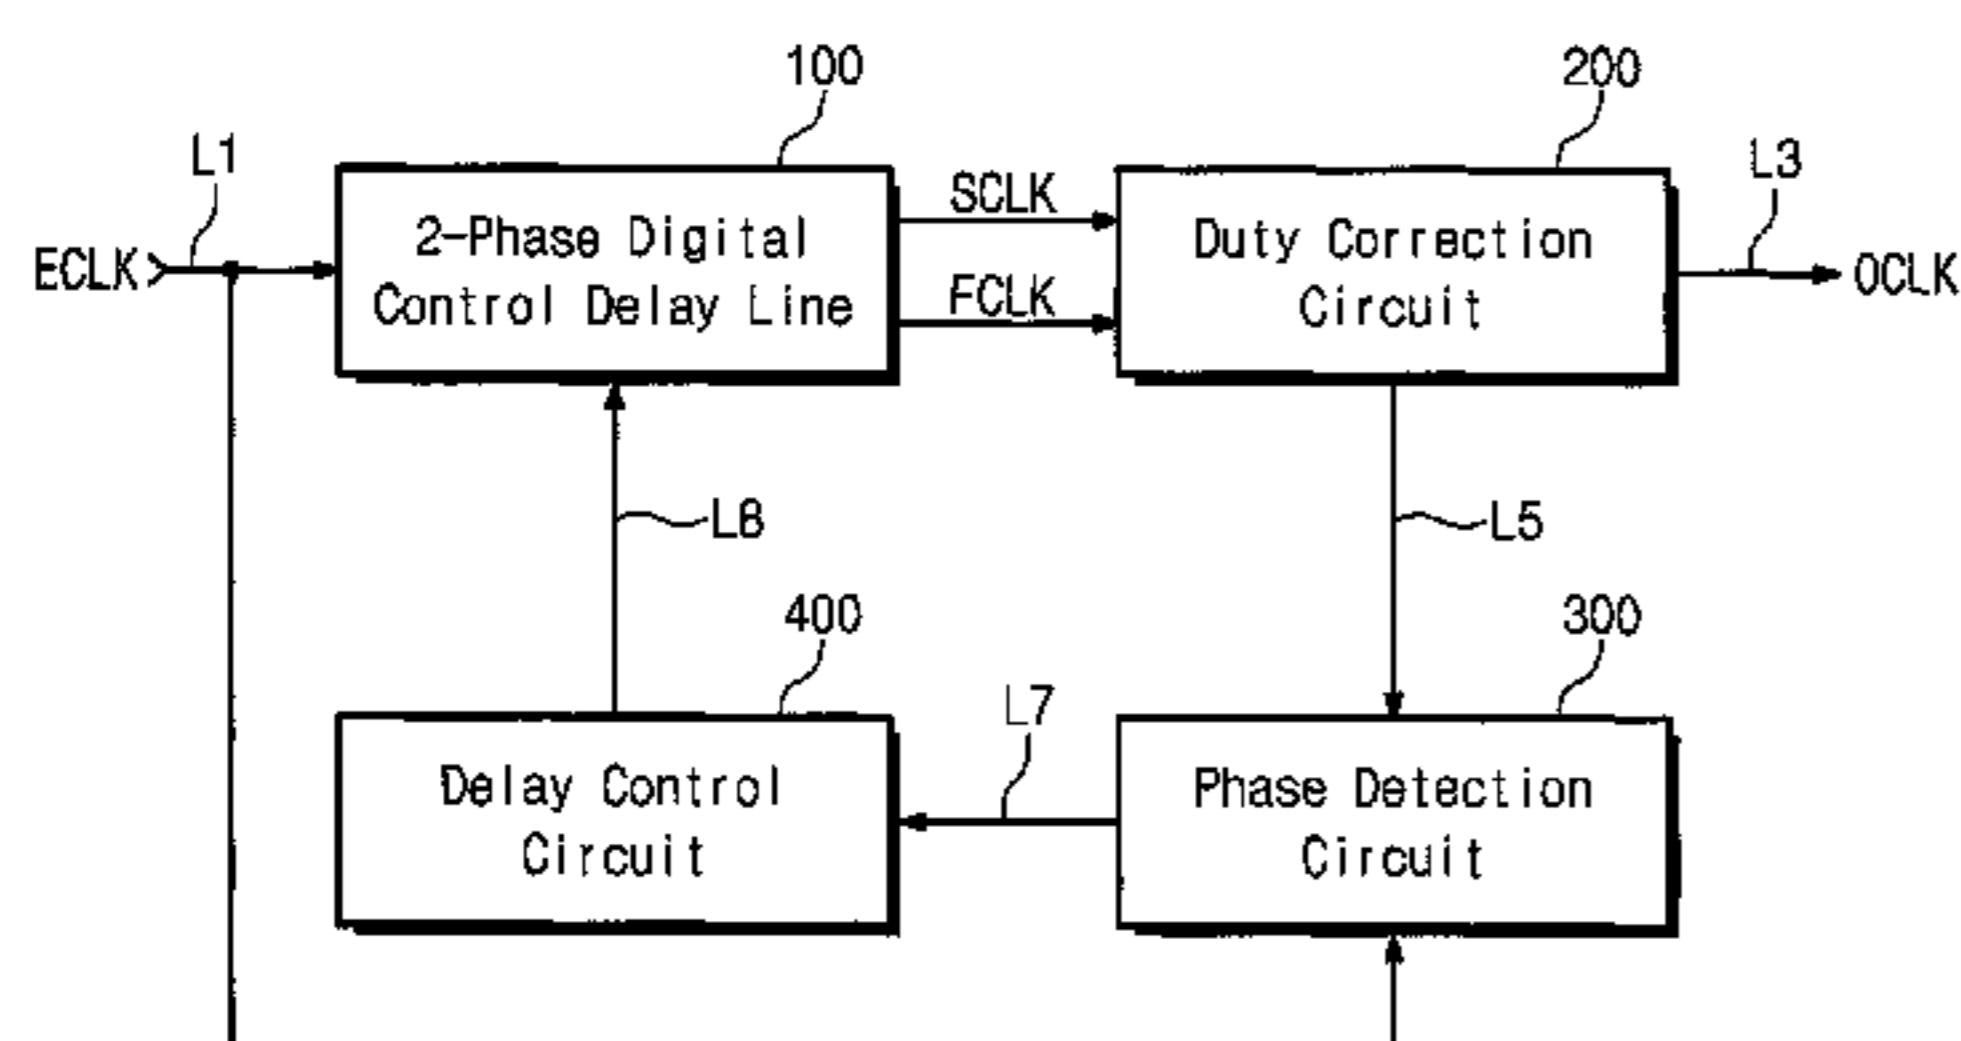 100
200
L1
L3
SCLK
2-Phase Digital
Control Delay Line
Duty Correction
Circuit
ECLK
FCLK
OCLK
L8
L5
400
300
L7
Delay Control
Circuit
Phase Detection
Circuit